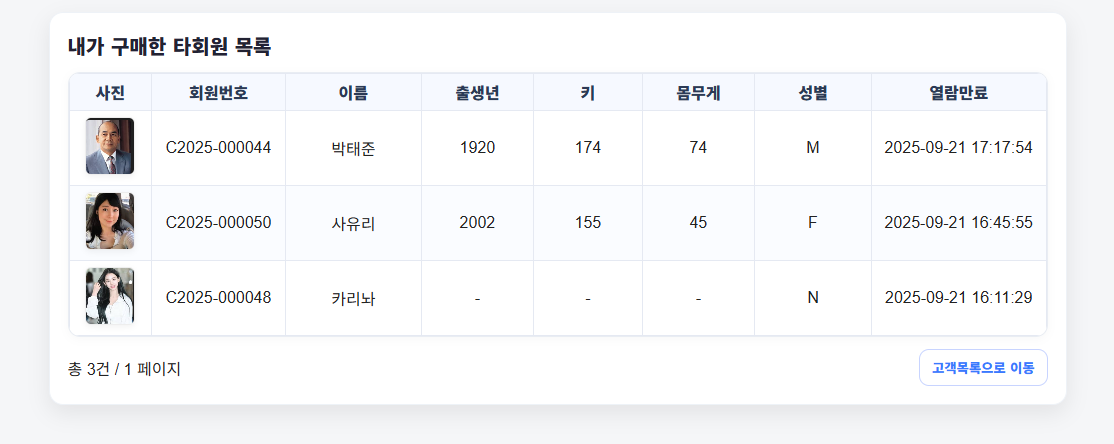 내가 구매한 타회원 목록
사진 회원번호 이름 출생년 키 몸무게 성별 열람만료
C2025-000044 박태준 1920 174 74 M 2025-09-21 17:17:54
C2025-000050 사유리 2002 155 45 F 2025-09-21 16:45:55
C2025-000048 카리놔 - - - N 2025-09-21 16:11:29
총 3건 / 1 페이지 고객목록으로 이동